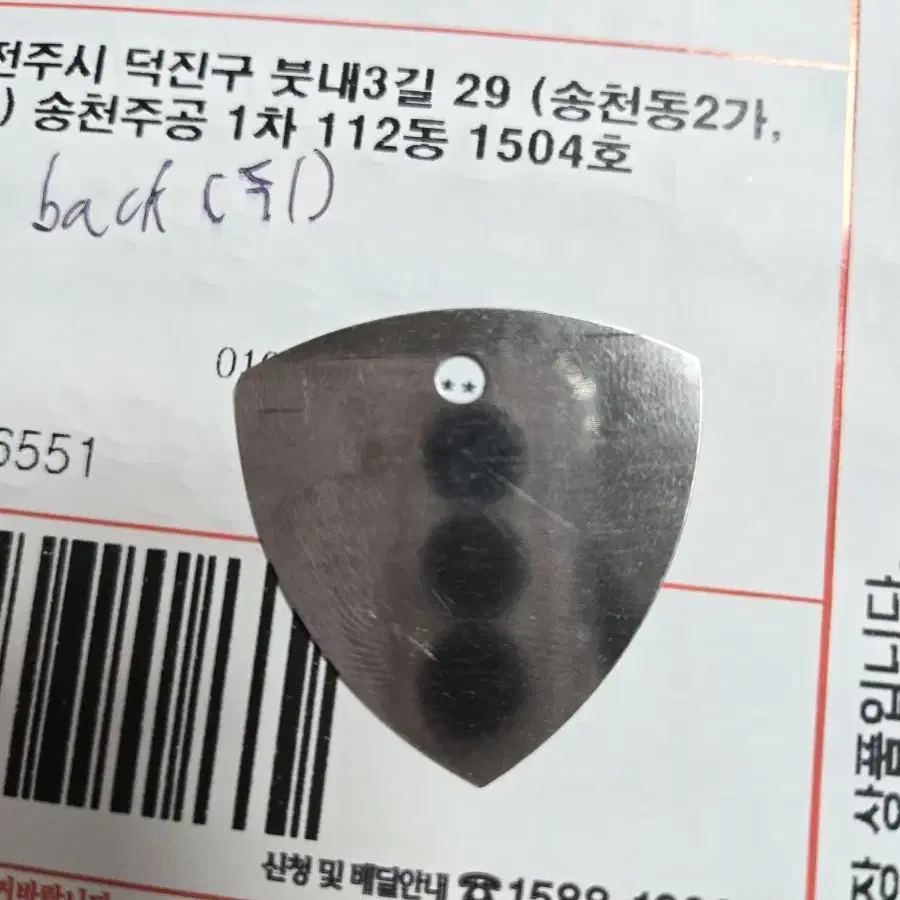 전주시 덕진구 붓내3길 29 (송천동2가,
) 송천주공 1차 112동 1504호
back (뒤)
010
6551
신청 및 배달안내 ☎1588-
상품입니다.